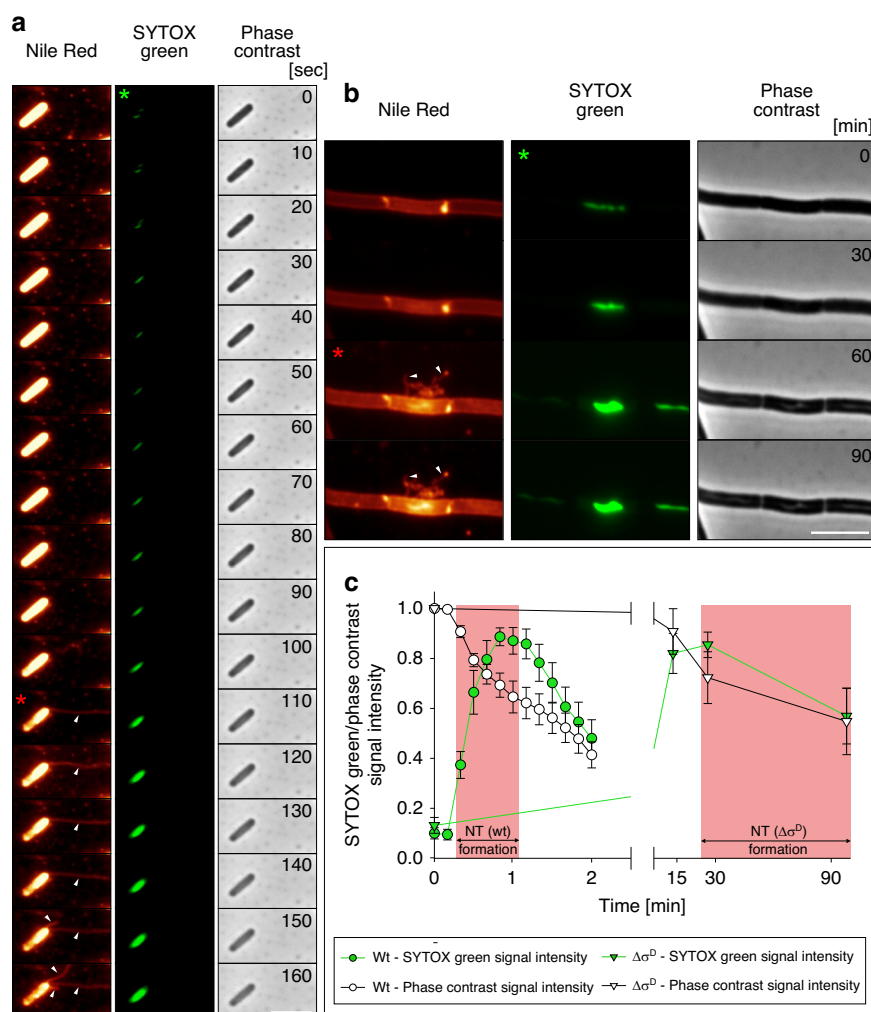 a
Nile Red
SYTOX
green
Phase
contrast
[sec]
*
0
10
20
30
40
50
60
70
80
90
100
*
110
120
130
140
150
160
b
Nile Red
SYTOX
green
Phase
contrast
[min]
*
0
30
*
60
90
c
SYTOX green/phase contrast
signal intensity
1.0
0.8
0.6
0.4
0.2
0.0
NT (wt)
formation
NT (Δσᴰ)
formation
0
1
2
15
30
90
Time [min]
Wt - SYTOX green signal intensity
Δσᴰ - SYTOX green signal intensity
Wt - Phase contrast signal intensity
Δσᴰ - Phase contrast signal intensity